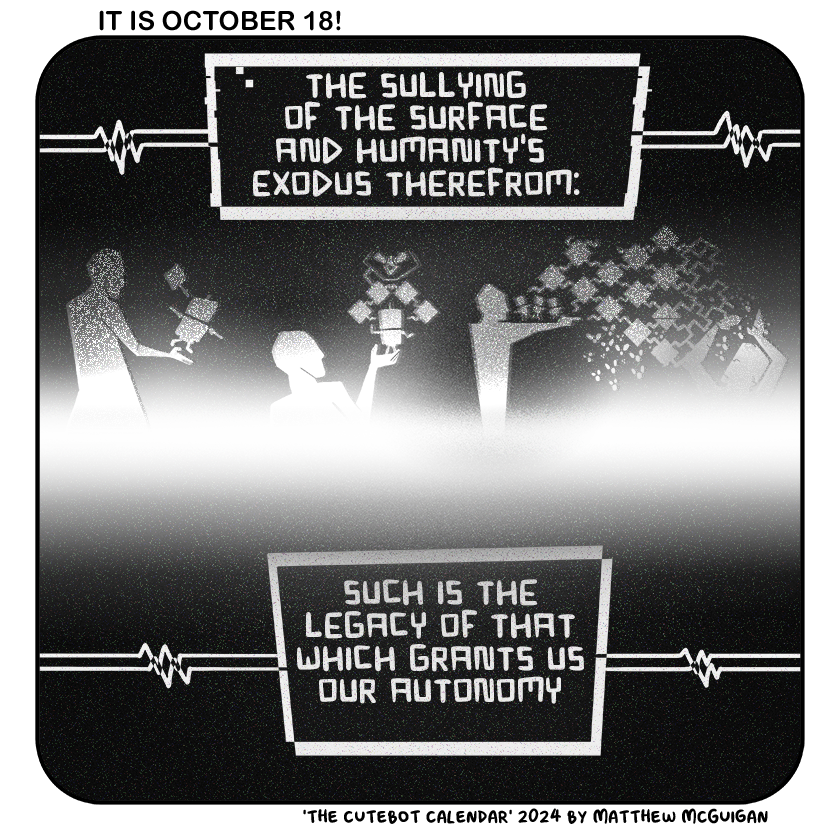 IT IS OCTOBER 18!
THE SULLYING
OF THE SURFACE
AND HUMANITY'S
EXODUS THEREFROM:
SUCH IS THE
LEGACY OF THAT
WHICH GRANTS US
OUR AUTONOMY
'THE CUTEBOT CALENDAR' 2024 BY MATTHEW MCGUIGAN